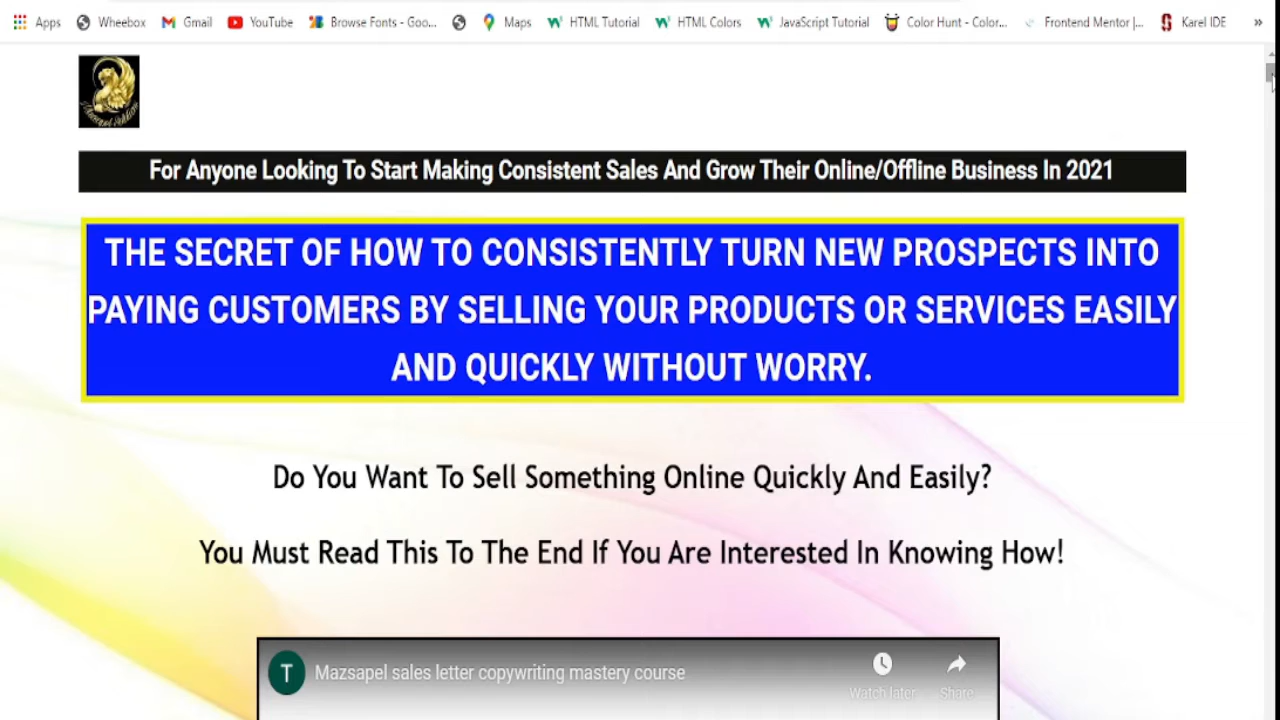 Apps Wheebox Gmail YouTube Browse Fonts - Goo... Maps HTML Tutorial HTML Colors JavaScript Tutorial Color Hunt - Color... Frontend Mentor |... Karel IDE »
For Anyone Looking To Start Making Consistent Sales And Grow Their Online/Offline Business In 2021
THE SECRET OF HOW TO CONSISTENTLY TURN NEW PROSPECTS INTO
PAYING CUSTOMERS BY SELLING YOUR PRODUCTS OR SERVICES EASILY
AND QUICKLY WITHOUT WORRY.
Do You Want To Sell Something Online Quickly And Easily?
You Must Read This To The End If You Are Interested In Knowing How!
T Mazsapel sales letter copywriting mastery course
Watch later Share